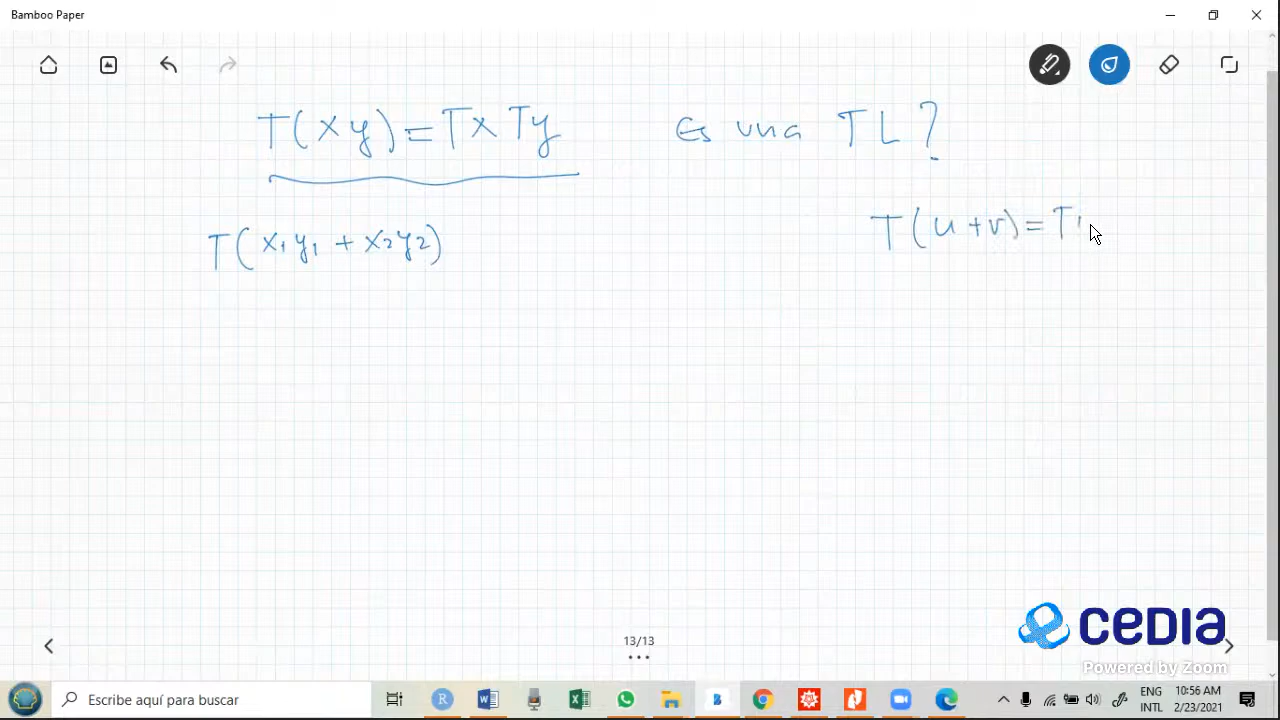 Bamboo Paper
T(xy)=Tx Ty Es una TL?
T(u+v)=T
T(x1y1 + x2y2)
13/13
cedia
Powered by Zoom
Escribe aquí para buscar
ENG
INTL
10:56 AM
2/23/2021